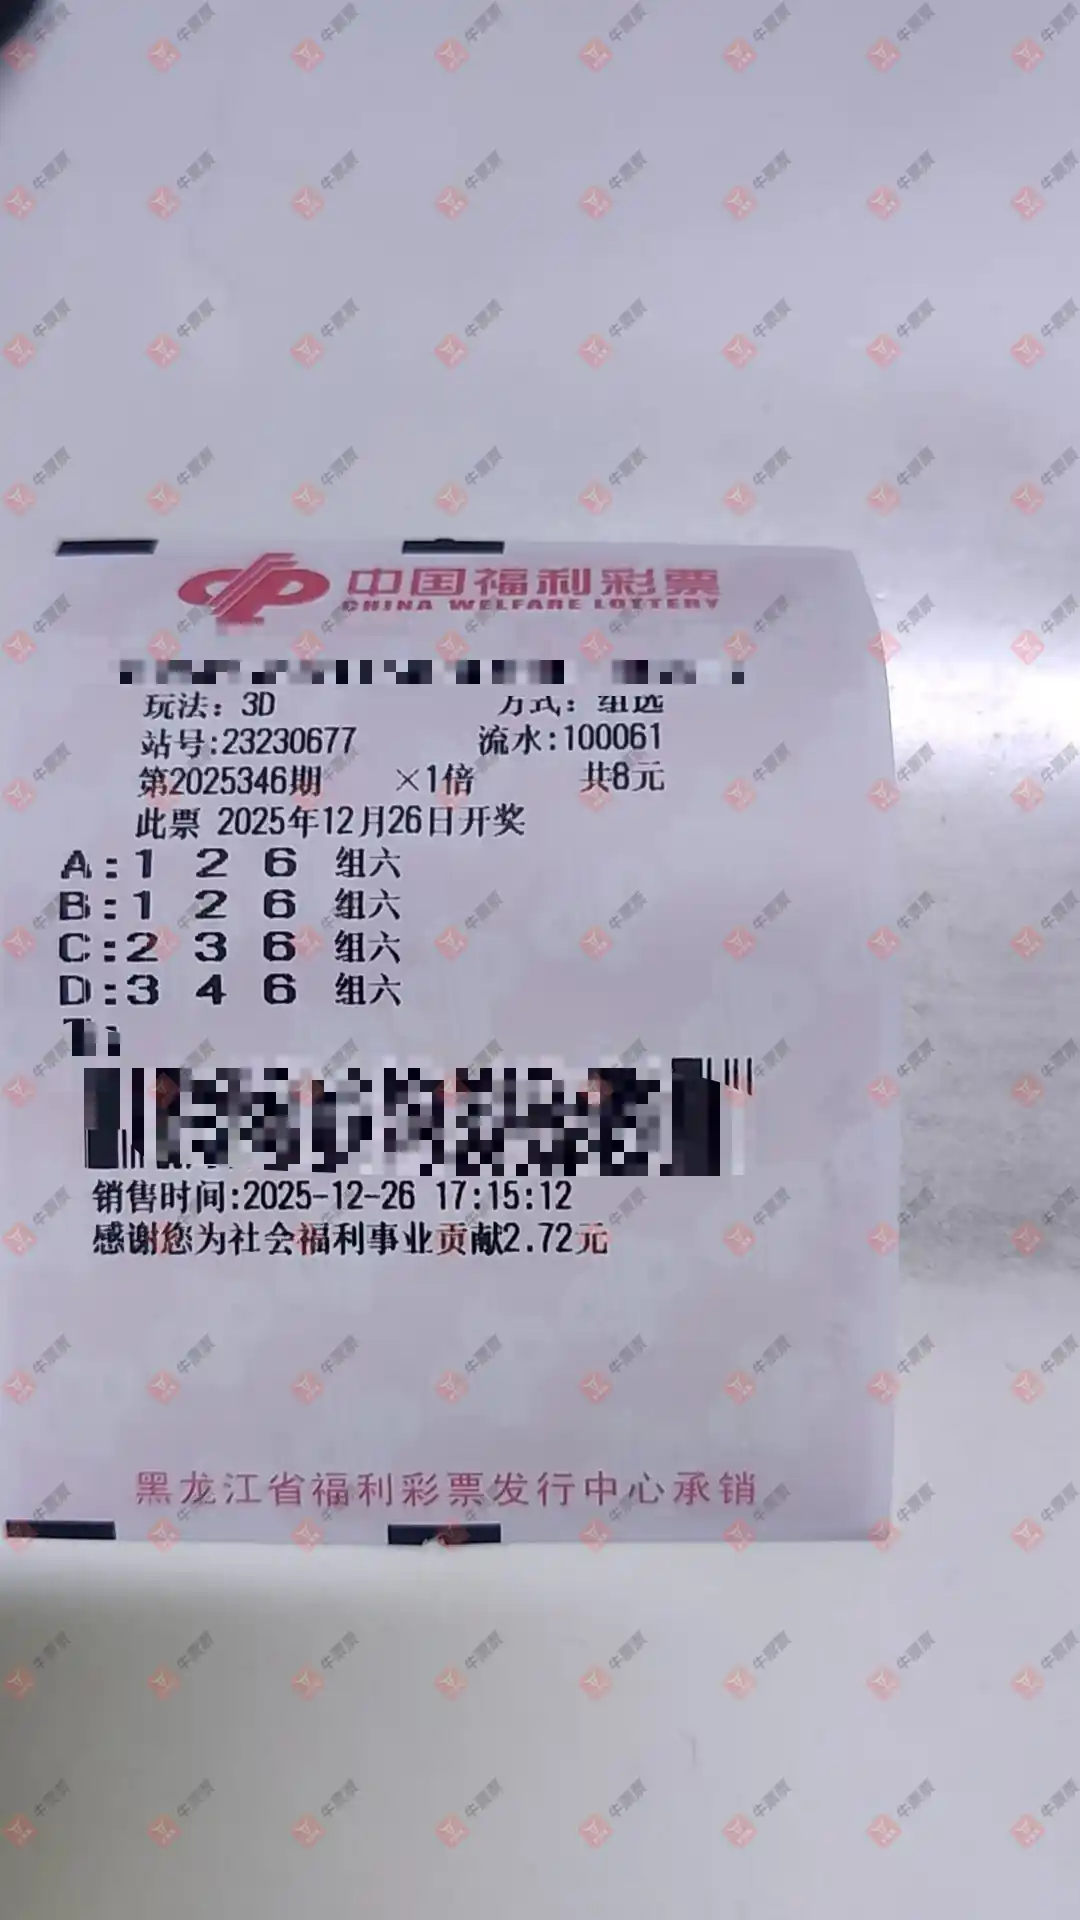 中国福利彩票
CHINA WELFARE LOTTERY
玩法：3D 方式：组选
站号:23230677 流水:100061
第2025346期 ×1倍 共8元
此票 2025年12月26日开奖
A:1 2 6 组六
B:1 2 6 组六
C:2 3 6 组六
D:3 4 6 组六
销售时间:2025-12-26 17:15:12
感谢您为社会福利事业贡献2.72元
黑龙江省福利彩票发行中心承销
牛票票